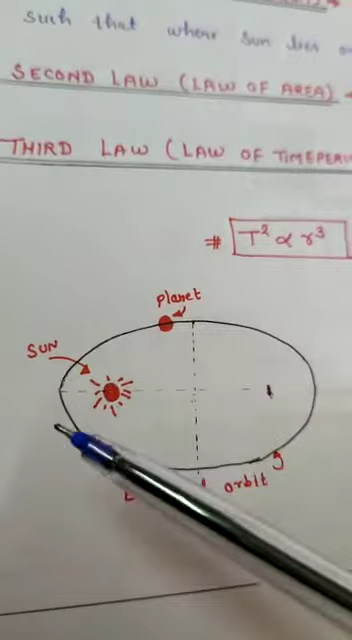 such that where sun lies
SECOND LAW (LAW OF AREA)
THIRD LAW (LAW OF TIMEPER
# T² ∝ r³
planet
SUN
orbit